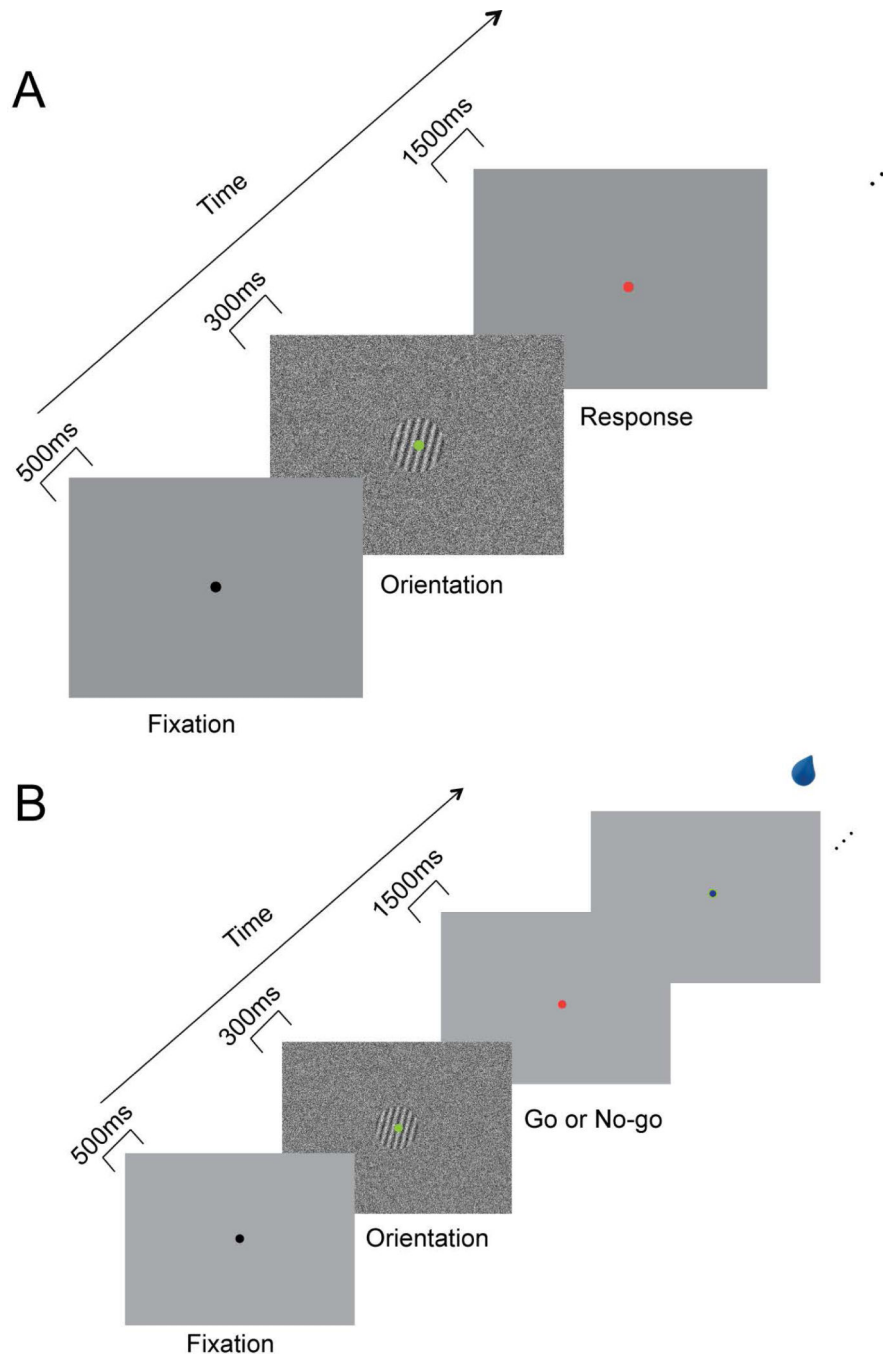 A
1500ms
Time
300ms
Response
500ms
Orientation
Fixation
B
1500ms
Time
300ms
Go or No-go
500ms
Orientation
Fixation